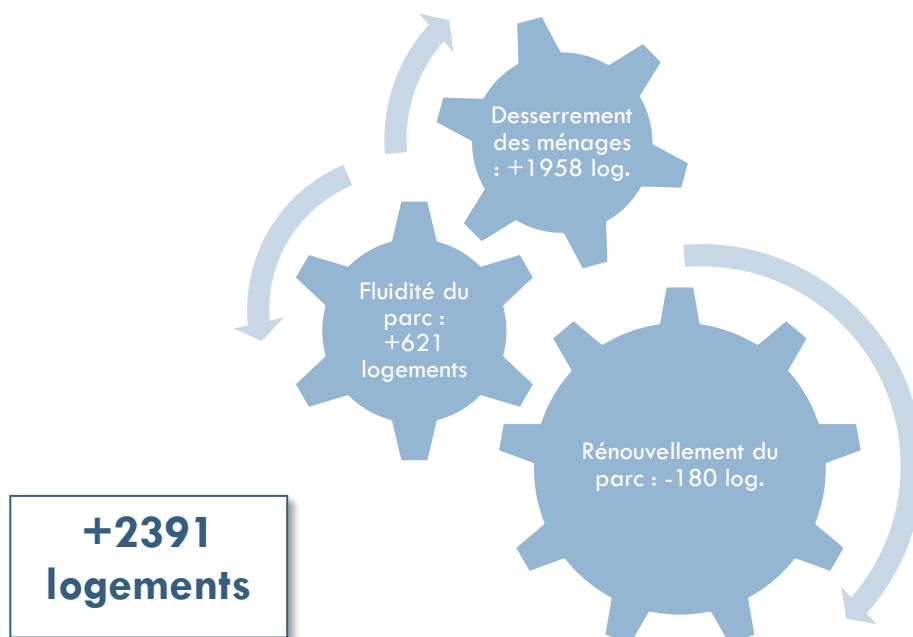 Desserrement
des ménages
: +1958 log.
Fluidité du
parc :
+621
logements
Rénouvellement du
parc : -180 log.
+2391
logements